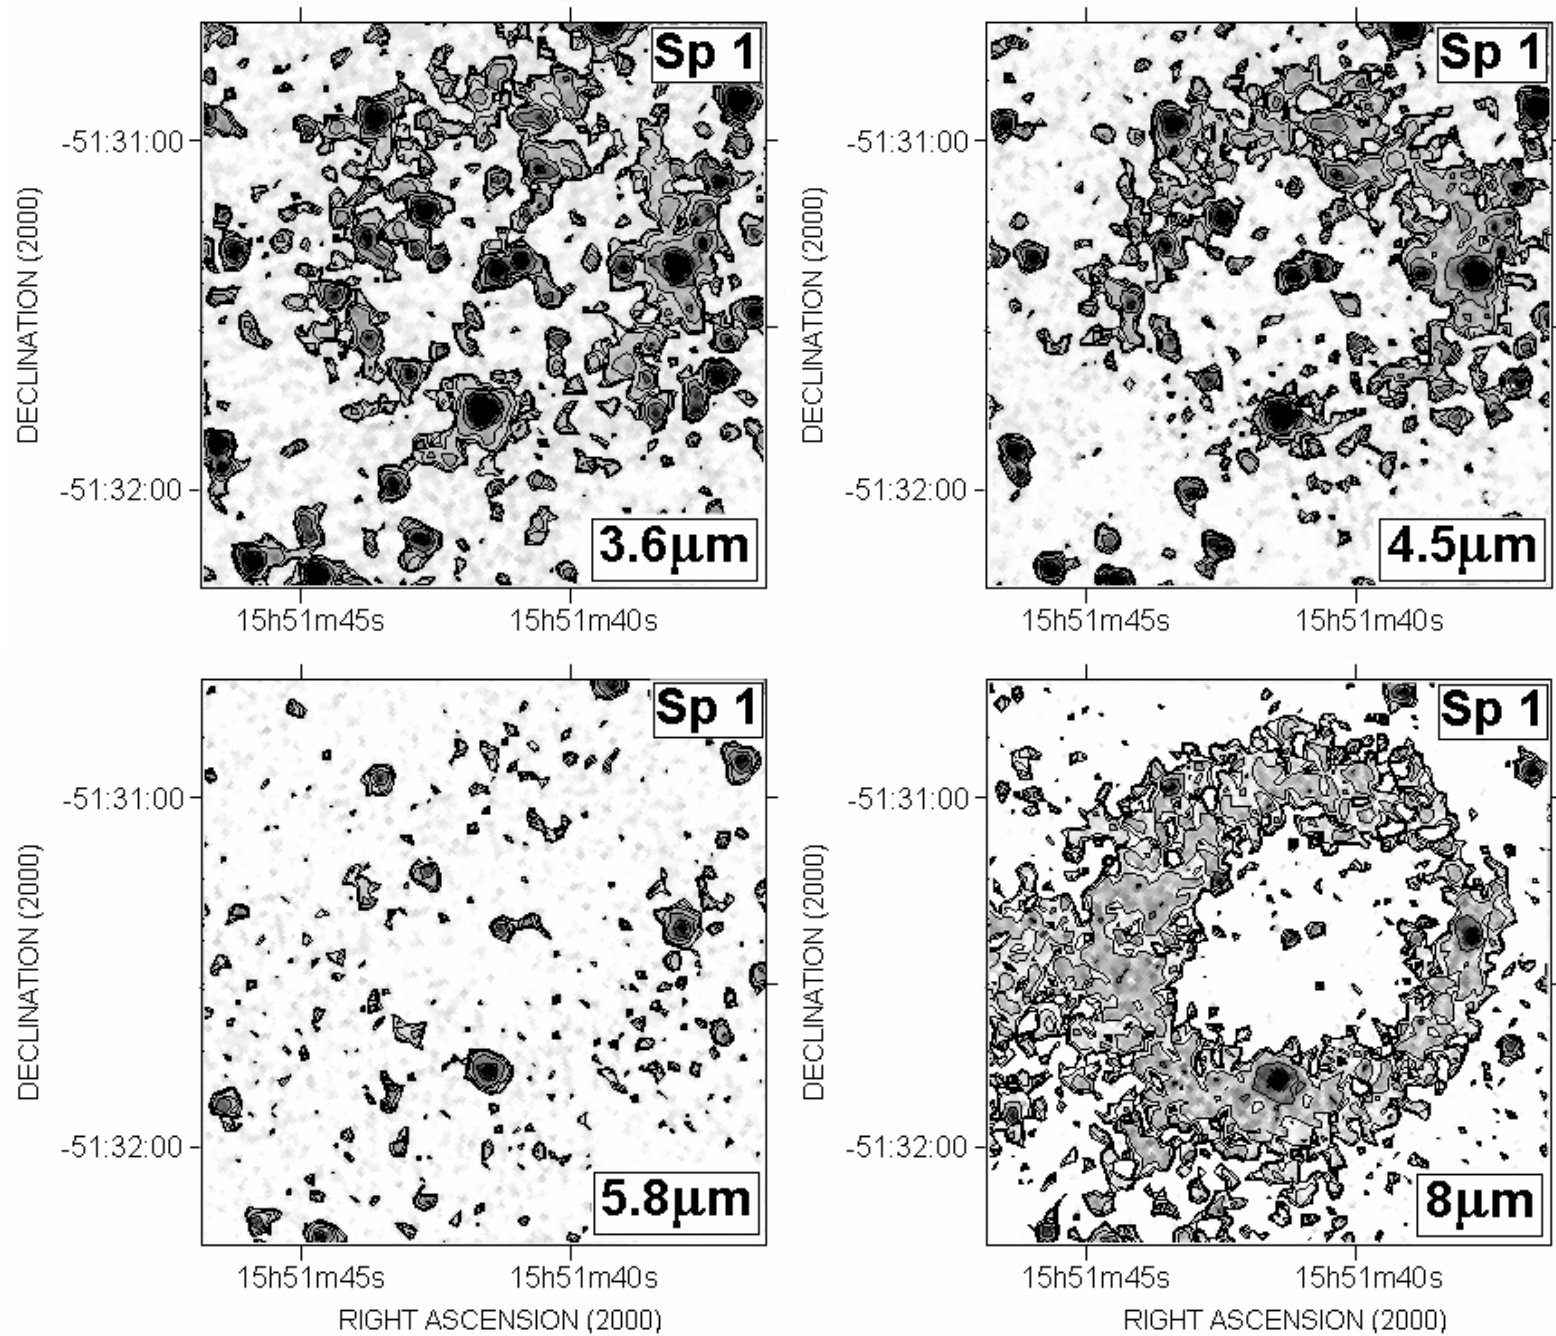 Sp 1
Sp 1
-51:31:00
-51:31:00
DECLINATION (2000)
DECLINATION (2000)
-51:32:00
-51:32:00
3.6μm
4.5μm
15h51m45s
15h51m40s
15h51m45s
15h51m40s
Sp 1
Sp 1
-51:31:00
-51:31:00
DECLINATION (2000)
DECLINATION (2000)
-51:32:00
-51:32:00
5.8μm
8μm
15h51m45s
15h51m40s
15h51m45s
15h51m40s
RIGHT ASCENSION (2000)
RIGHT ASCENSION (2000)